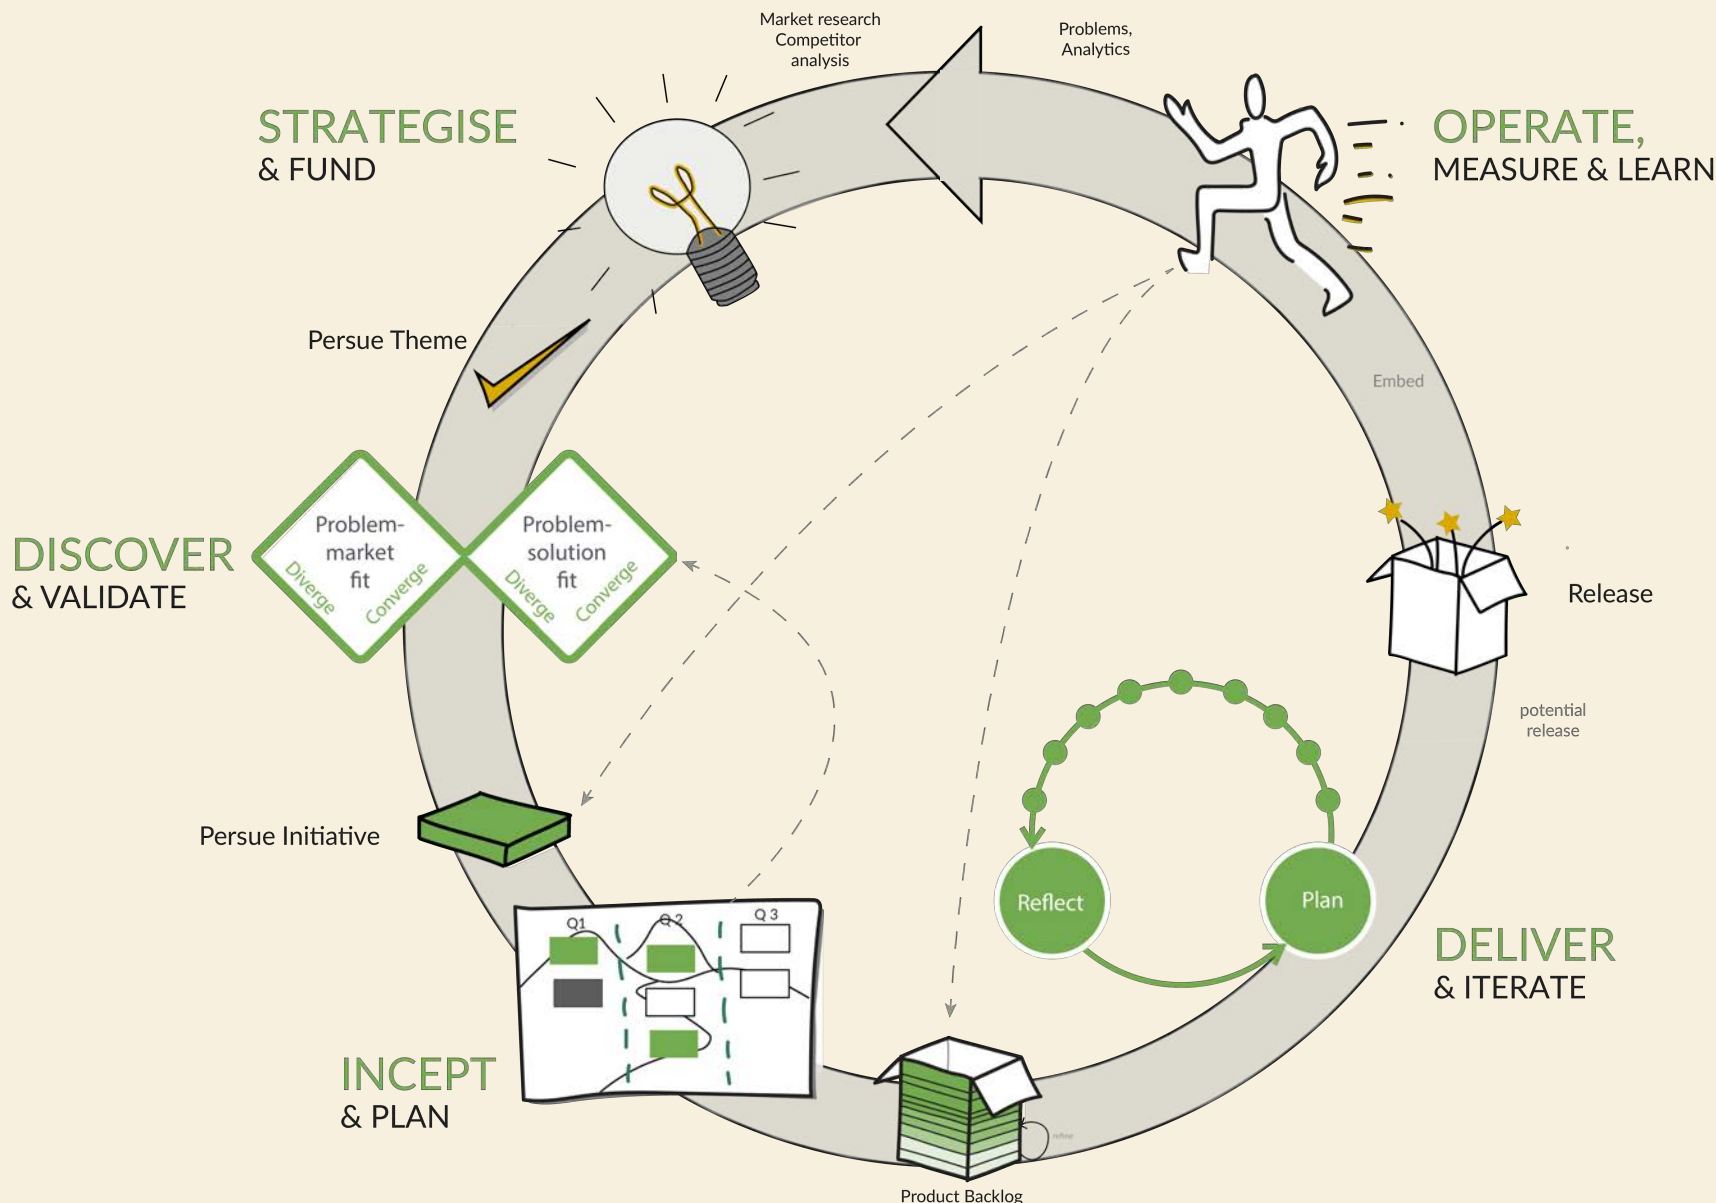 Market research
Competitor
analysis
Problems,
Analytics
STRATEGISE
& FUND
OPERATE,
MEASURE & LEARN
Persue Theme
Embed
Problem-
market
fit
Diverge
Converge
Problem-
solution
fit
Diverge
Converge
DISCOVER
& VALIDATE
Release
potential
release
Persue Initiative
Reflect
Plan
Q1
Q 2
Q 3
DELIVER
& ITERATE
INCEPT
& PLAN
refine
Product Backlog